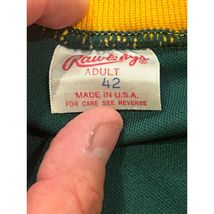 Rawlings
ADULT
42
MADE IN U.S.A.
FOR CARE SEE REVERSE